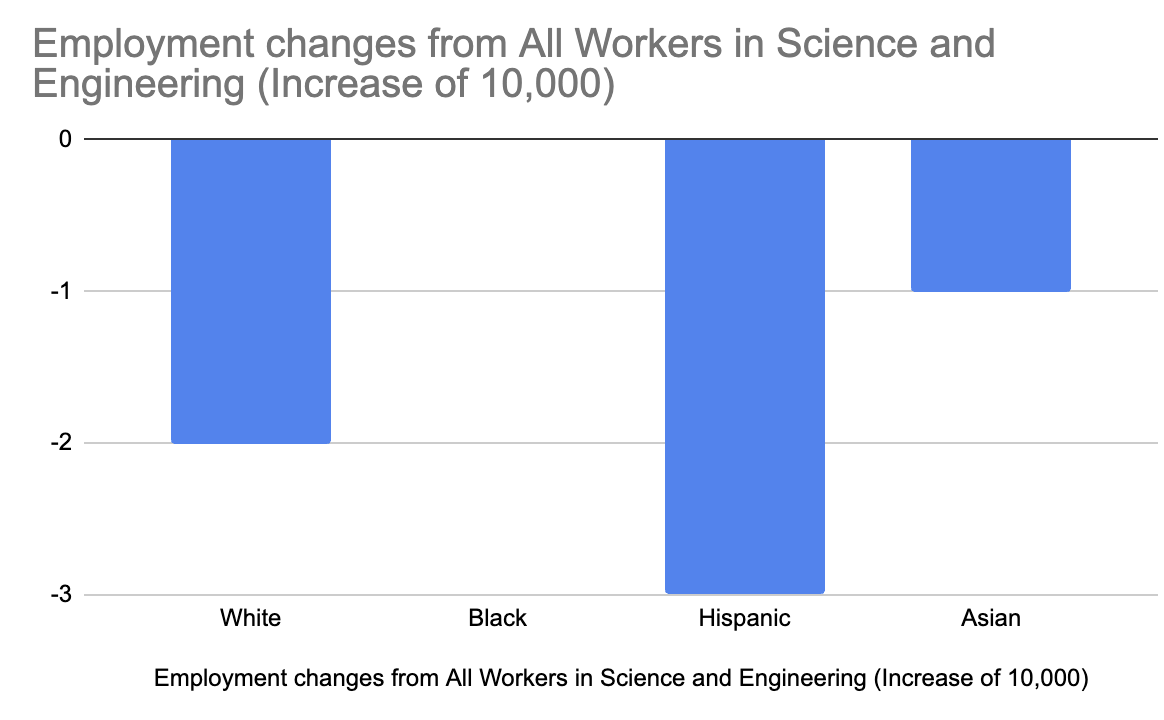 Employment changes from All Workers in Science and
Engineering (Increase of 10,000)
0
-1
-2
-3
White Black Hispanic Asian
Employment changes from All Workers in Science and Engineering (Increase of 10,000)